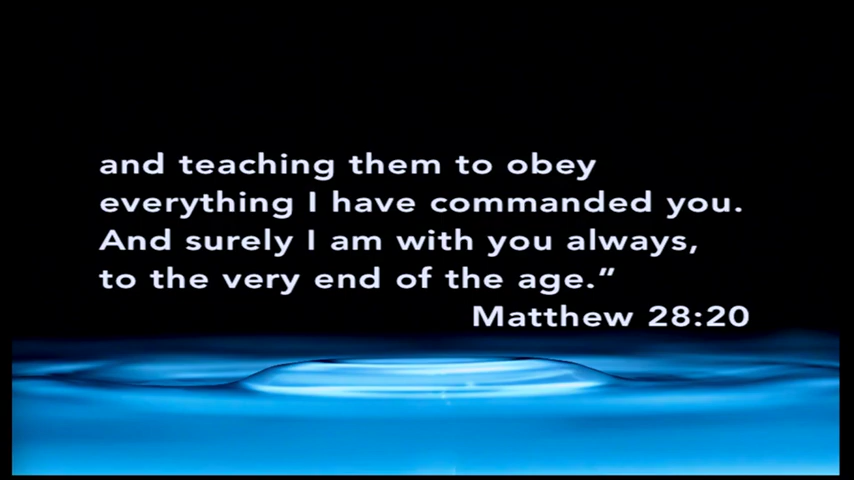 and teaching them to obey
everything I have commanded you.
And surely I am with you always,
to the very end of the age.”
Matthew 28:20